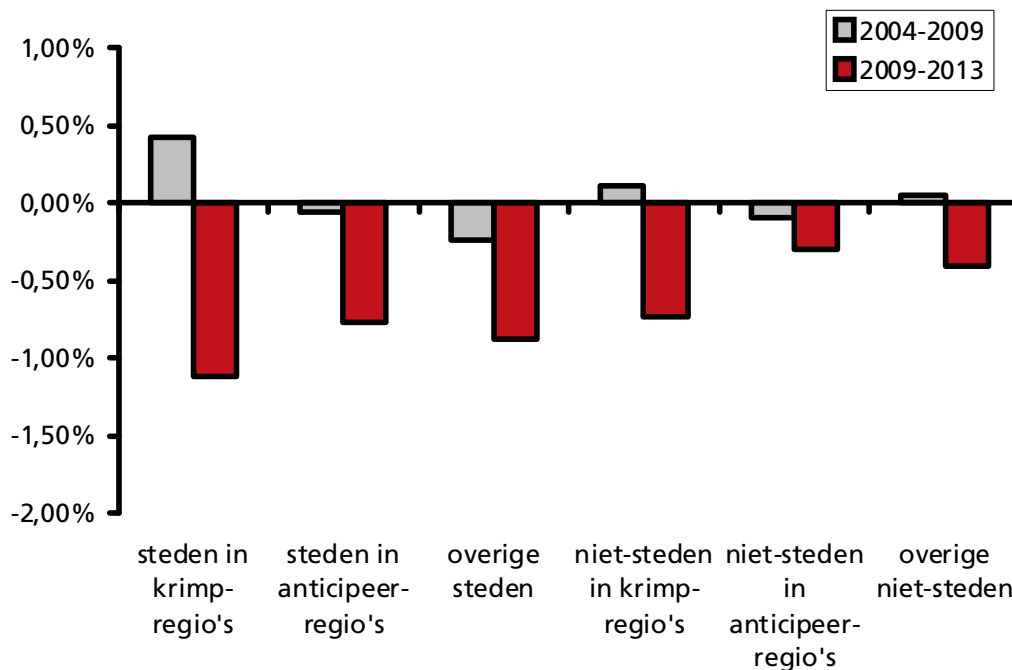 2004-2009
2009-2013
1,00%
0,50%
0,00%
-0,50%
-1,00%
-1,50%
-2,00%
steden in
krimp-
regio's
steden in
anticipeer-
regio's
overige
steden
niet-steden
in krimp-
regio's
niet-steden
in
anticipeer-
regio's
overige
niet-steden